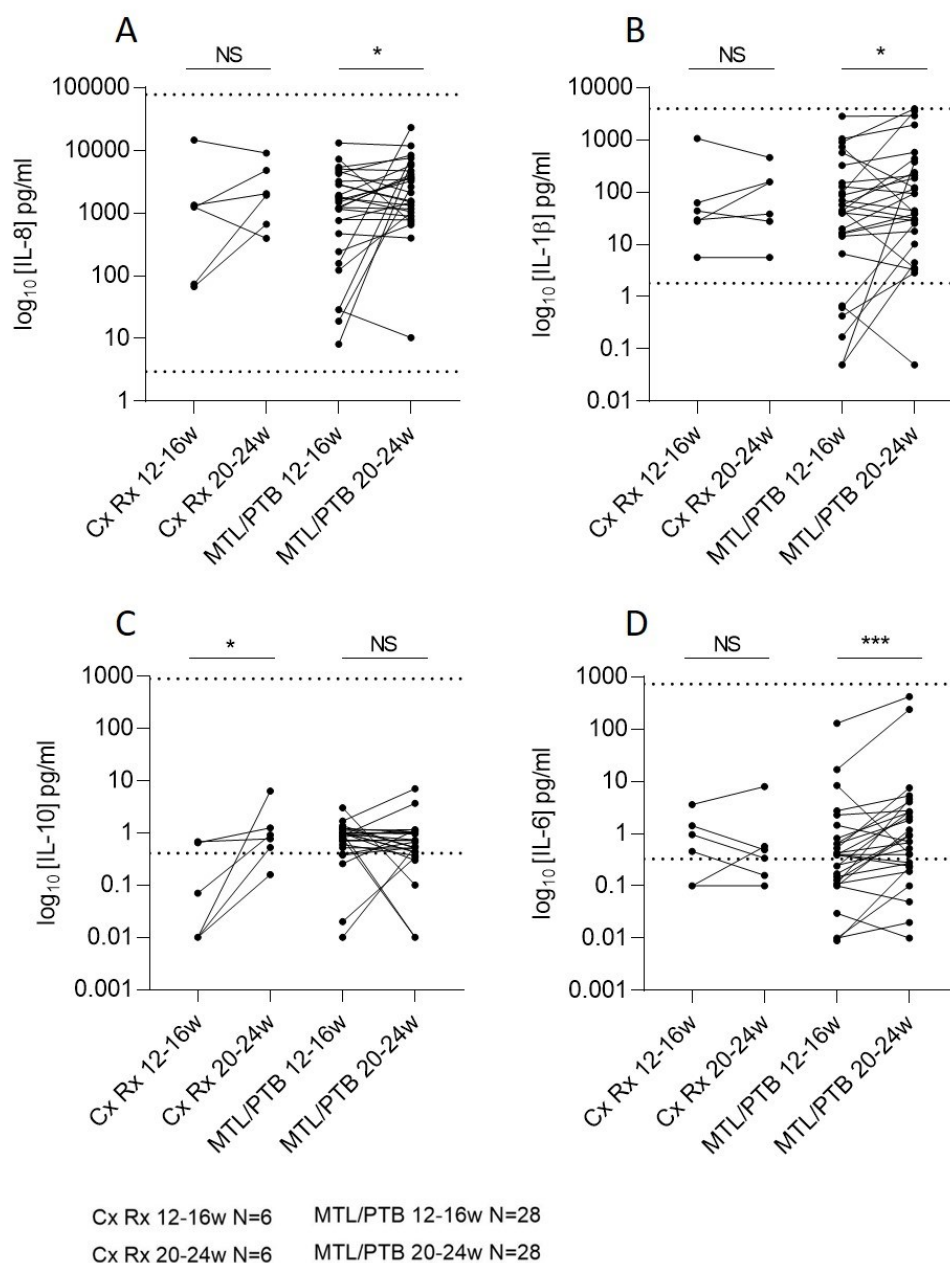 A
NS
*
100000
10000
1000
100
10
1
log10 [IL-8] pg/ml
Cx Rx 12-16w
Cx Rx 20-24w
MTL/PTB 12-16w
MTL/PTB 20-24w
B
NS
*
10000
1000
100
10
1
0.1
0.01
log10 [IL-1β] pg/ml
Cx Rx 12-16w
Cx Rx 20-24w
MTL/PTB 12-16w
MTL/PTB 20-24w
C
*
NS
1000
100
10
1
0.1
0.01
0.001
log10 [IL-10] pg/ml
Cx Rx 12-16w
Cx Rx 20-24w
MTL/PTB 12-16w
MTL/PTB 20-24w
D
NS
***
1000
100
10
1
0.1
0.01
0.001
log10 [IL-6] pg/ml
Cx Rx 12-16w
Cx Rx 20-24w
MTL/PTB 12-16w
MTL/PTB 20-24w
Cx Rx 12-16w N=6 MTL/PTB 12-16w N=28
Cx Rx 20-24w N=6 MTL/PTB 20-24w N=28